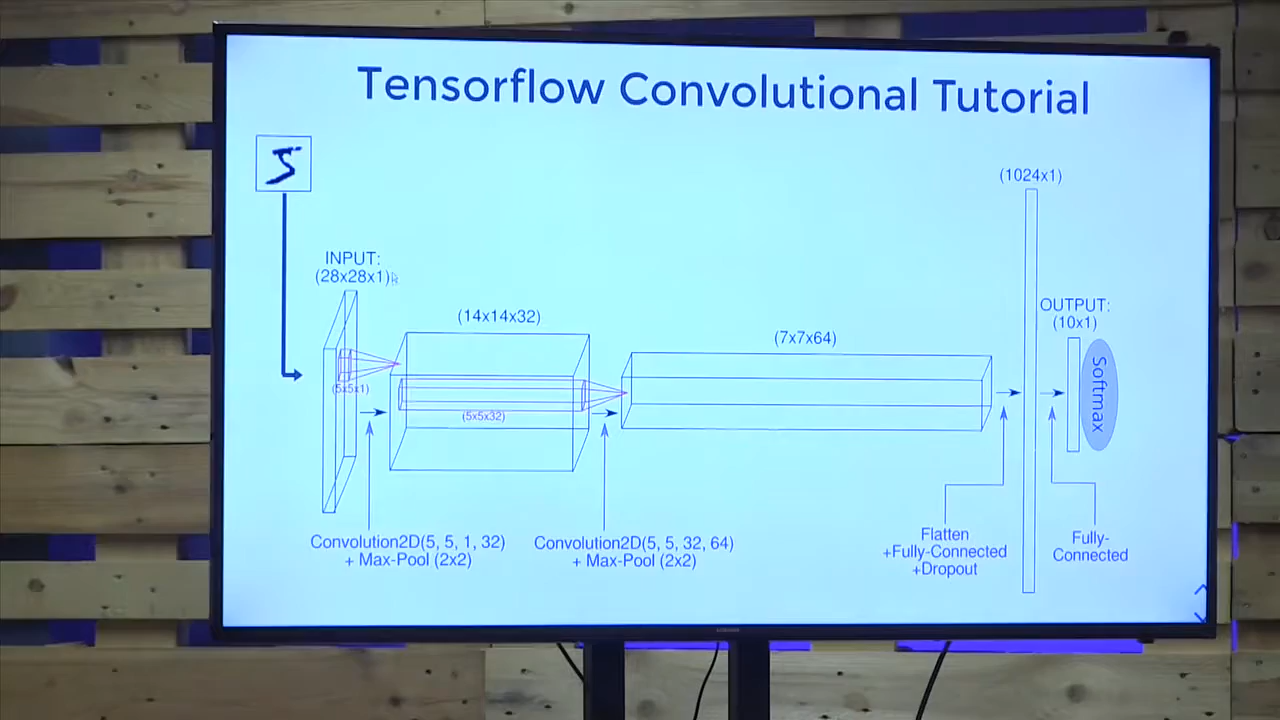 Tensorflow Convolutional Tutorial
5
(1024x1)
INPUT:
(28x28x1)
OUTPUT:
(10x1)
(14x14x32)
(7x7x64)
Softmax
(5x5x1)
(5x5x32)
Convolution2D(5, 5, 1, 32)
+ Max-Pool (2x2)
Convolution2D(5, 5, 32, 64)
+ Max-Pool (2x2)
Flatten
+Fully-Connected
+Dropout
Fully-
Connected